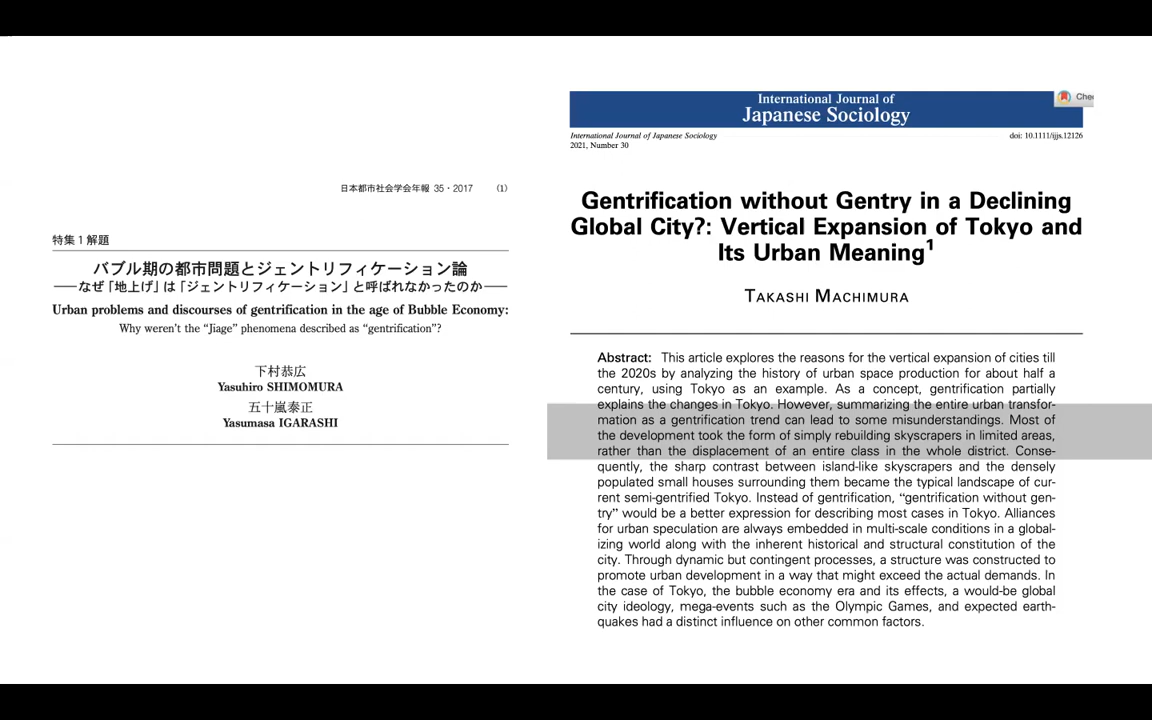 日本都市社会学会年報 35・2017 (1)
特集1解題
バブル期の都市問題とジェントリフィケーション論
――なぜ「地上げ」は「ジェントリフィケーション」と呼ばれなかったのか――
Urban problems and discourses of gentrification in the age of Bubble Economy:
Why weren't the “Jiage” phenomena described as “gentrification”?
下村恭広
Yasuhiro SHIMOMURA
五十嵐泰正
Yasumasa IGARASHI
International Journal of
Japanese Sociology
International Journal of Japanese Sociology
2021, Number 30
doi: 10.1111/ijjs.12126
Gentrification without Gentry in a Declining
Global City?: Vertical Expansion of Tokyo and
Its Urban Meaning1
TAKASHI MACHIMURA
Abstract: This article explores the reasons for the vertical expansion of cities till
the 2020s by analyzing the history of urban space production for about half a
century, using Tokyo as an example. As a concept, gentrification partially
explains the changes in Tokyo. However, summarizing the entire urban transfor-
mation as a gentrification trend can lead to some misunderstandings. Most of
the development took the form of simply rebuilding skyscrapers in limited areas,
rather than the displacement of an entire class in the whole district. Conse-
quently, the sharp contrast between island-like skyscrapers and the densely
populated small houses surrounding them became the typical landscape of cur-
rent semi-gentrified Tokyo. Instead of gentrification, “gentrification without gen-
try” would be a better expression for describing most cases in Tokyo. Alliances
for urban speculation are always embedded in multi-scale conditions in a global-
izing world along with the inherent historical and structural constitution of the
city. Through dynamic but contingent processes, a structure was constructed to
promote urban development in a way that might exceed the actual demands. In
the case of Tokyo, the bubble economy era and its effects, a would-be global
city ideology, mega-events such as the Olympic Games, and expected earth-
quakes had a distinct influence on other common factors.